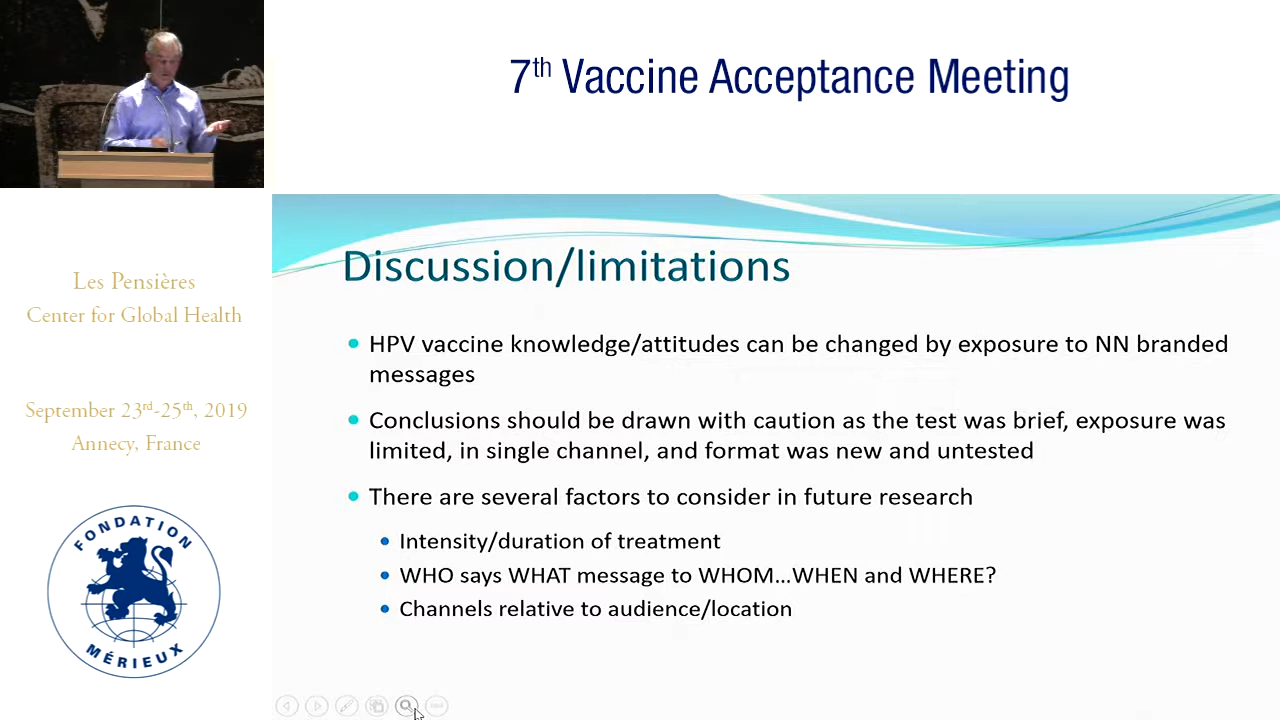 7th Vaccine Acceptance Meeting
Les Pensières
Center for Global Health
September 23rd-25th, 2019
Annecy, France
FONDATION
MÉRIEUX
Discussion/limitations
HPV vaccine knowledge/attitudes can be changed by exposure to NN branded
messages
Conclusions should be drawn with caution as the test was brief, exposure was
limited, in single channel, and format was new and untested
There are several factors to consider in future research
Intensity/duration of treatment
WHO says WHAT message to WHOM...WHEN and WHERE?
Channels relative to audience/location